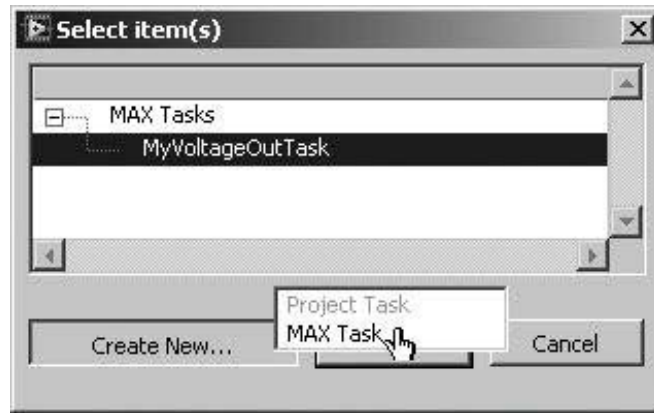 Select item(s)
MAX Tasks
MyVoltageOutTask
Project Task
MAX Task
Create New...
Cancel